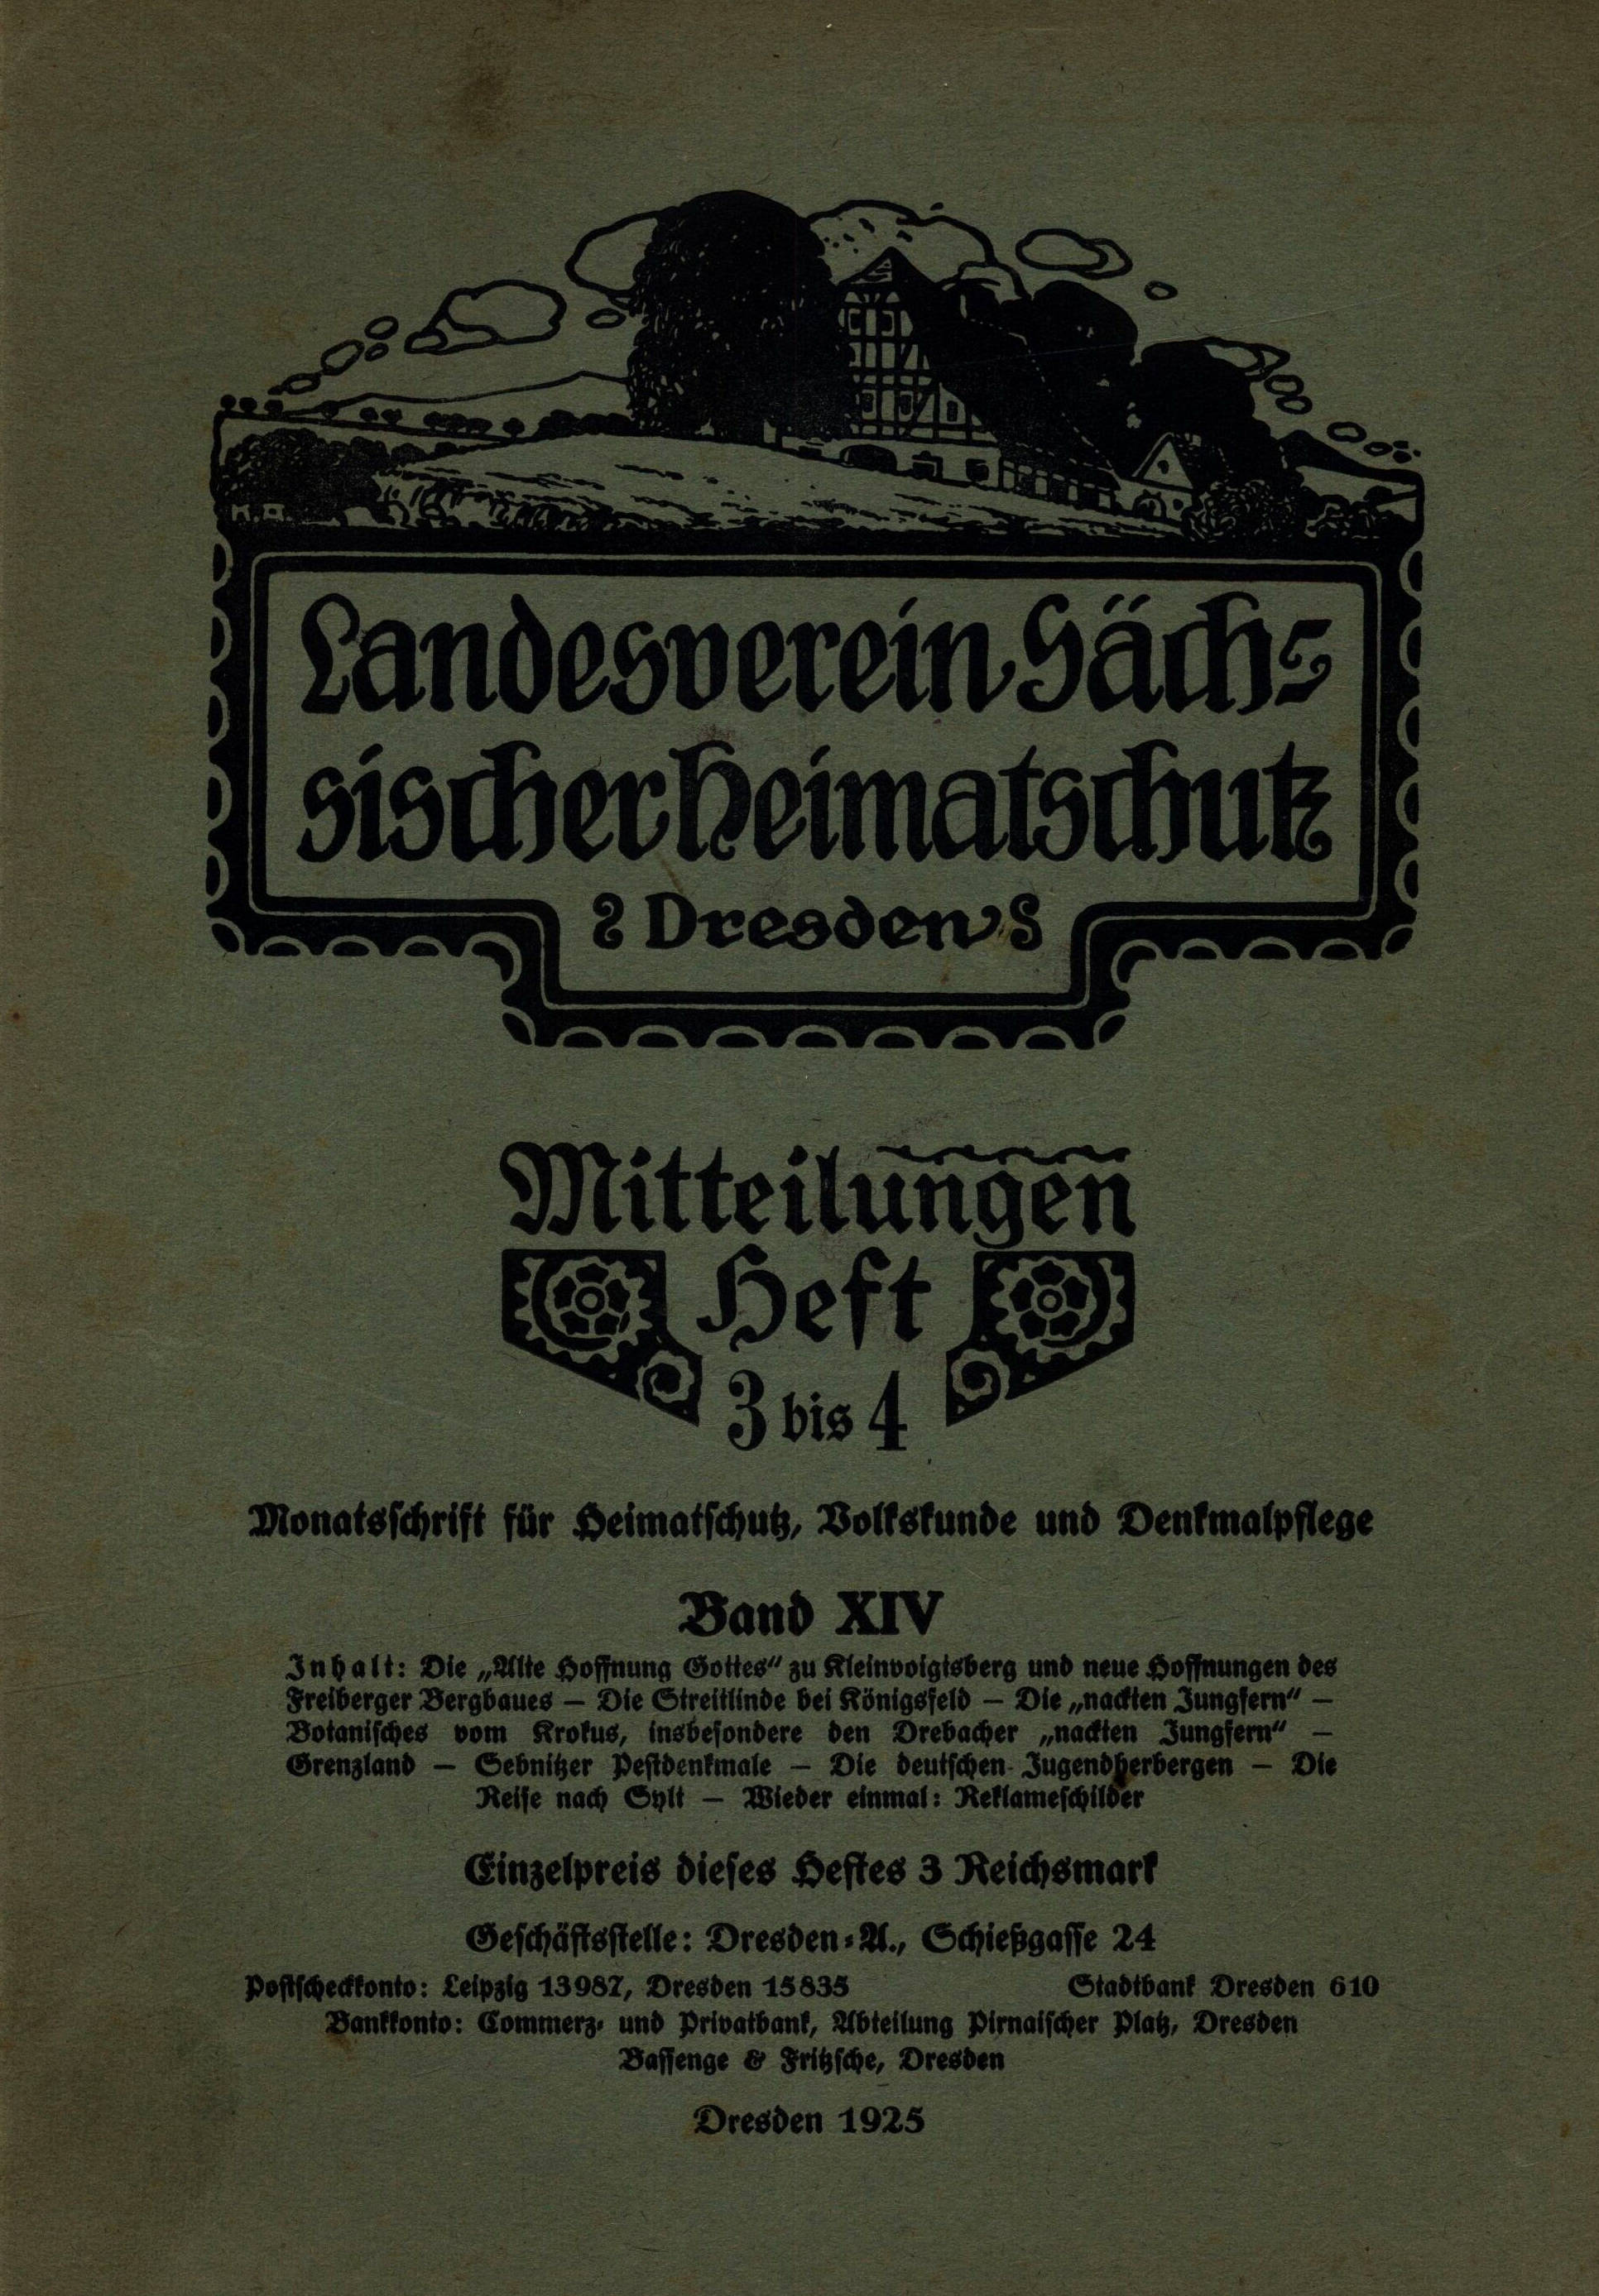 Landesverein Säch-
sischer Heimatschutz
Dresden
Mitteilungen
Heft
3 bis 4
Monatsschrift für Heimatschutz, Volkskunde und Denkmalpflege
Band XIV
Inhalt: Die „Alte Hoffnung Gottes“ zu Kleinvoigtsberg und neue Hoffnungen des
Freiberger Bergbaues — Die Streitlinde bei Königsfeld — Die „nackten Jungfern“ —
Botanisches vom Krokus, insbesondere den Drebacher „nackten Jungfern“ —
Grenzland — Sebnitzer Pestdenkmale — Die deutschen Jugendherbergen — Die
Reise nach Sylt — Wieder einmal: Reklameschilder
Einzelpreis dieses Heftes 3 Reichsmark
Geschäftsstelle: Dresden-A., Schießgasse 24
Postscheckkonto: Leipzig 13987, Dresden 15835 Stadtbank Dresden 610
Bankkonto: Commerz- und Privatbank, Abteilung Pirnaischer Platz, Dresden
Bassenge & Fritzsche, Dresden
Dresden 1925